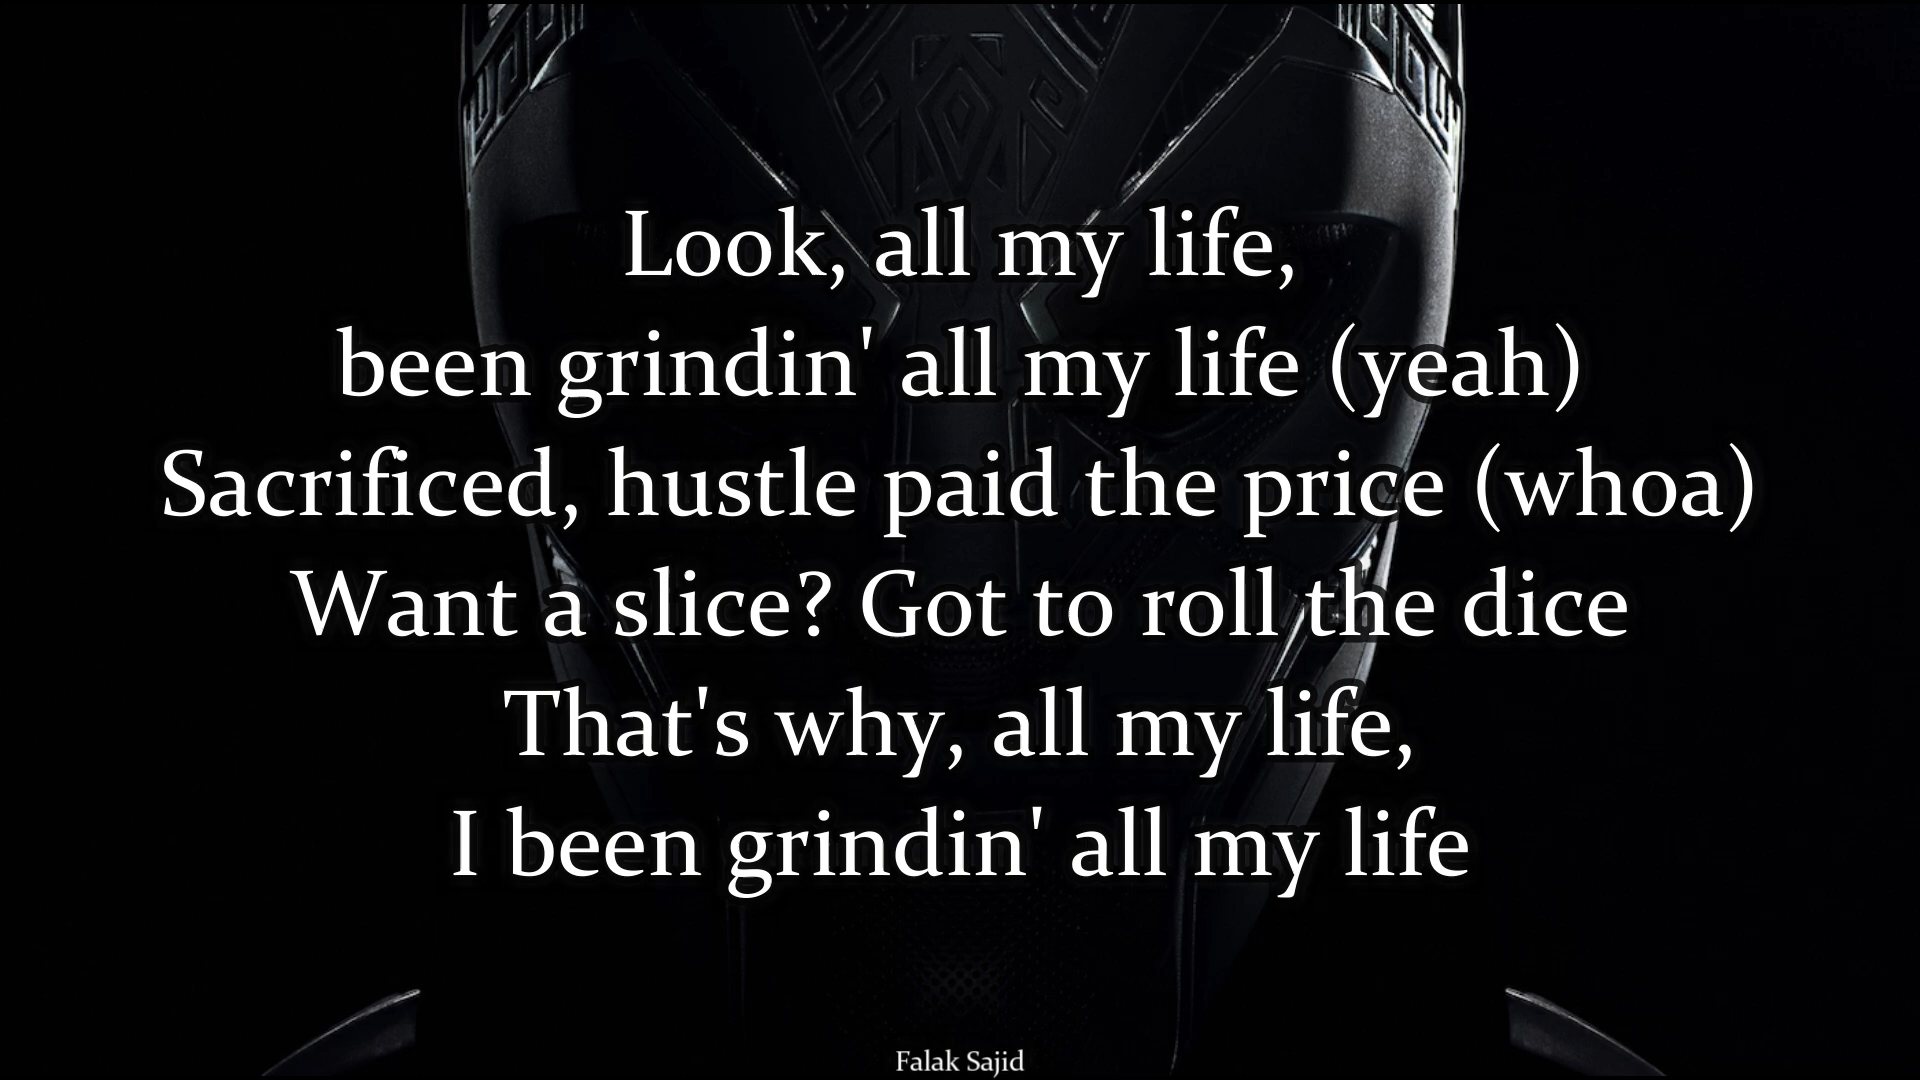 Look, all my life,
been grindin' all my life (yeah)
Sacrificed, hustle paid the price (whoa)
Want a slice? Got to roll the dice
That's why, all my life,
I been grindin' all my life
Falak Sajid